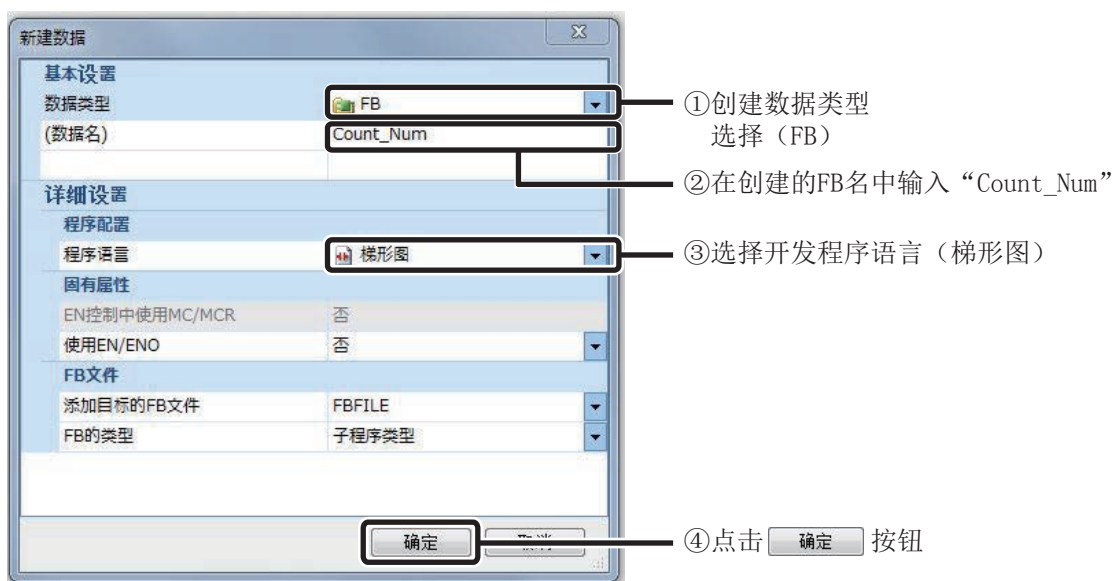 新建数据
基本设置
数据类型 FB
(数据名) Count_Num
详细设置
程序配置
程序语言 梯形图
固有属性
EN控制中使用MC/MCR 否
使用EN/ENO 否
FB文件
添加目标的FB文件 FBFILE
FB的类型 子程序类型
确定
①创建数据类型
选择（FB）
②在创建的FB名中输入“Count_Num”
③选择开发程序语言（梯形图）
④点击 确定 按钮